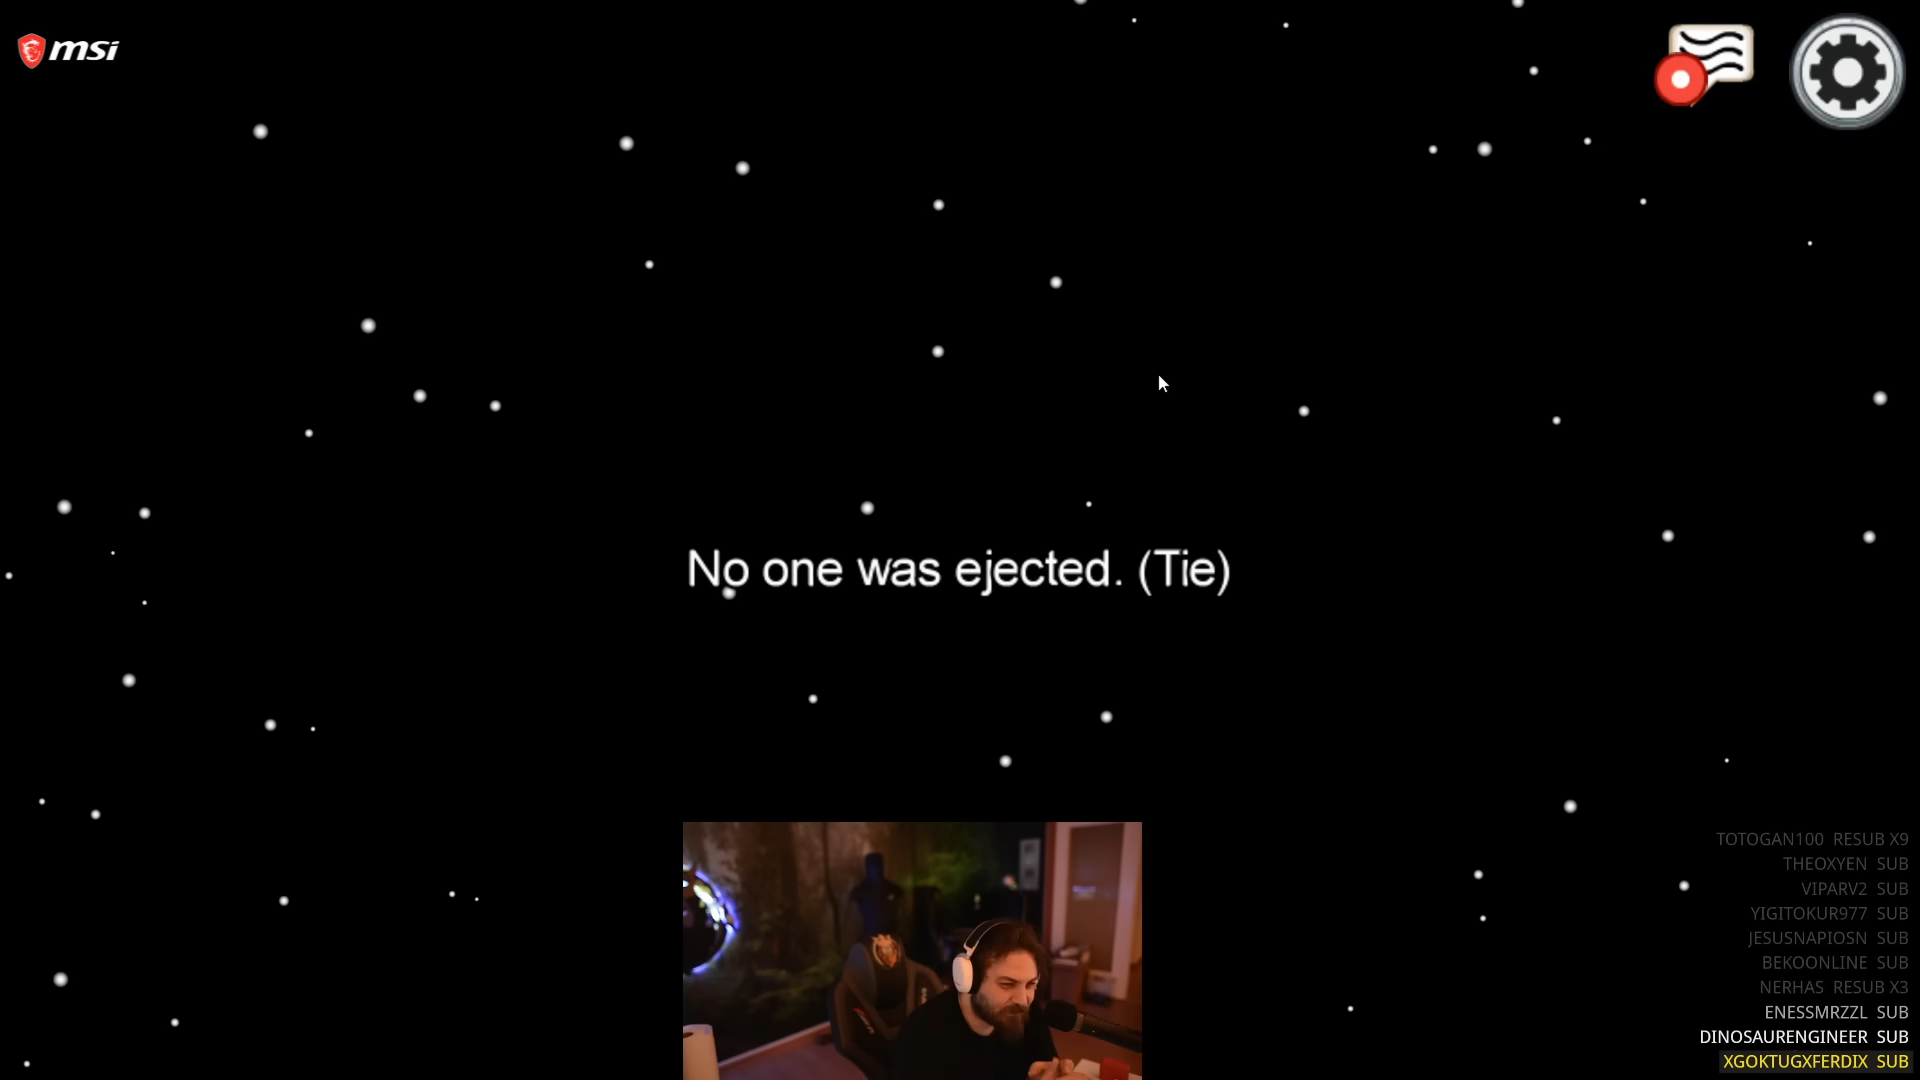 msi
No one was ejected. (Tie)
TOTOGAN100 RESUB X9
THEOXYEN SUB
VIPARV2 SUB
YIGITOKUR977 SUB
JESUSNAPIOSN SUB
BEKOONLINE SUB
NERHAS RESUB X3
ENESSMRZZL SUB
DINOSAURENGINEER SUB
XGOKTUGXFERDIX SUB